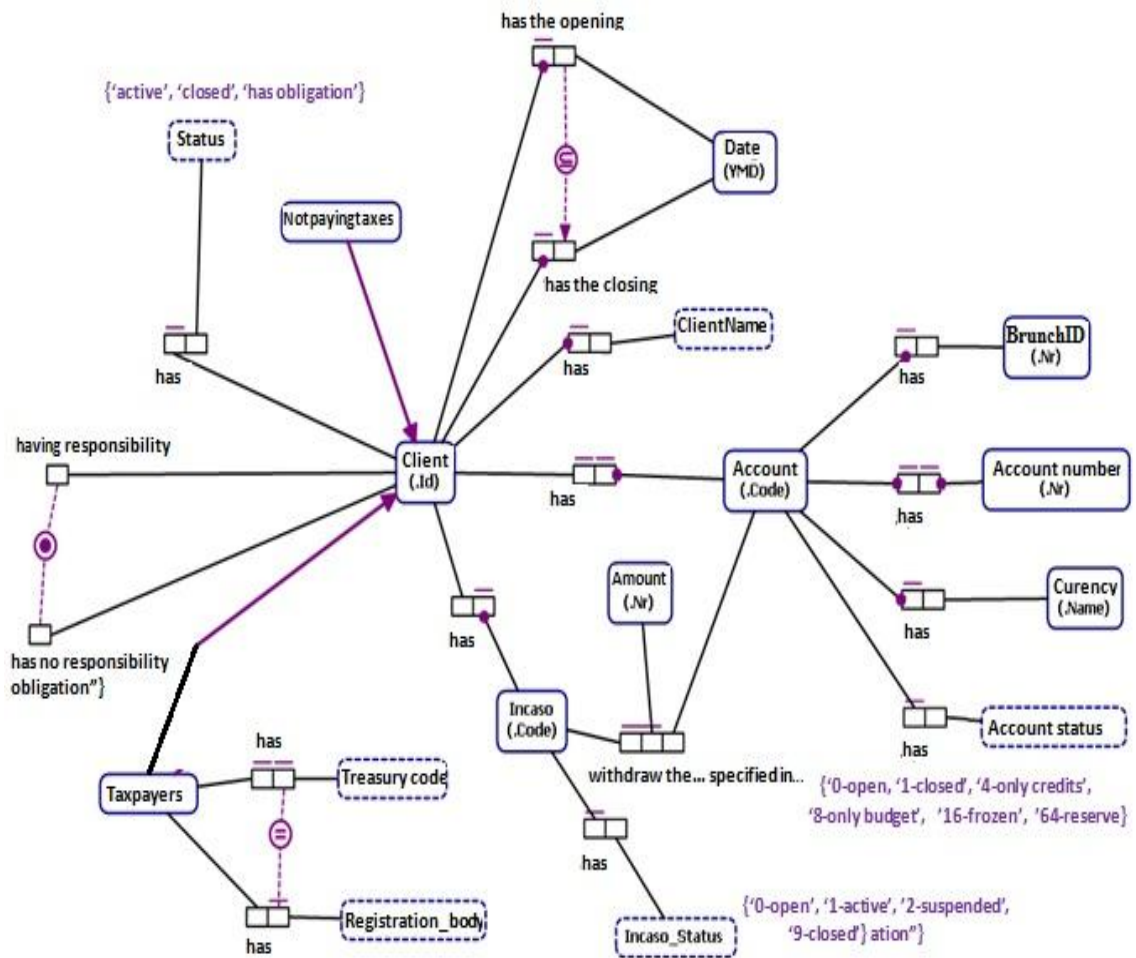 has the opening
{‘active’, ‘closed’, ‘has obligation’}
Status
Date
(YMD)
Notpayingtaxes
has the closing
ClientName
has
has
BrunchID
(.Nr)
has
having responsibility
Client
(.Id)
has
Account
(.Code)
Account number
(.Nr)
has
Amount
(.Nr)
Curency
(.Name)
has
has
has no responsibility
obligation”}
Incaso
(.Code)
Account status
has
has
Treasury code
withdraw the... specified in...
Taxpayers
{‘0-open, ‘1-closed’, ‘4-only credits’,
‘8-only budget’, ’16-frozen’, ‘64-reserve}
has
Registration_body
has
{‘0-open’, ‘1-active’, ’2-suspended’,
‘9-closed’} ation”}
Incaso_Status